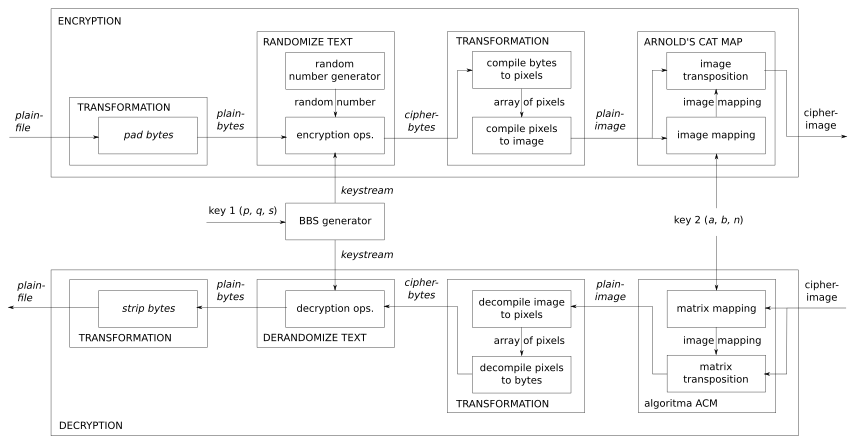 ENCRYPTION
RANDOMIZE TEXT
TRANSFORMATION
ARNOLD'S CAT MAP
random
number generator
compile bytes
to pixels
image
transposition
TRANSFORMATION
random number
array of pixels
image mapping
plain-
file
pad bytes
plain-
bytes
encryption ops.
cipher-
bytes
compile pixels
to image
plain-
image
image mapping
cipher-
image
keystream
key 1 (p, q, s)
BBS generator
key 2 (a, b, n)
keystream
plain-
file
strip bytes
plain-
bytes
decryption ops.
cipher-
bytes
decompile image
to pixels
plain-
image
matrix mapping
cipher-
image
TRANSFORMATION
DERANDOMIZE TEXT
array of pixels
image mapping
decompile pixels
to bytes
matrix
transposition
TRANSFORMATION
algoritma ACM
DECRYPTION